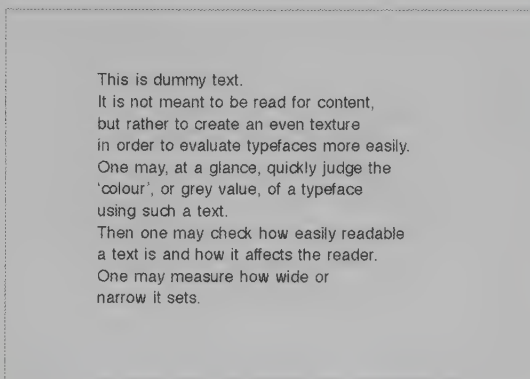 This is dummy text.
It is not meant to be read for content,
but rather to create an even texture
in order to evaluate typefaces more easily.
One may, at a glance, quickly judge the
‘colour’, or grey value, of a typeface
using such a text.
Then one may check how easily readable
a text is and how it affects the reader.
One may measure how wide or
narrow it sets.